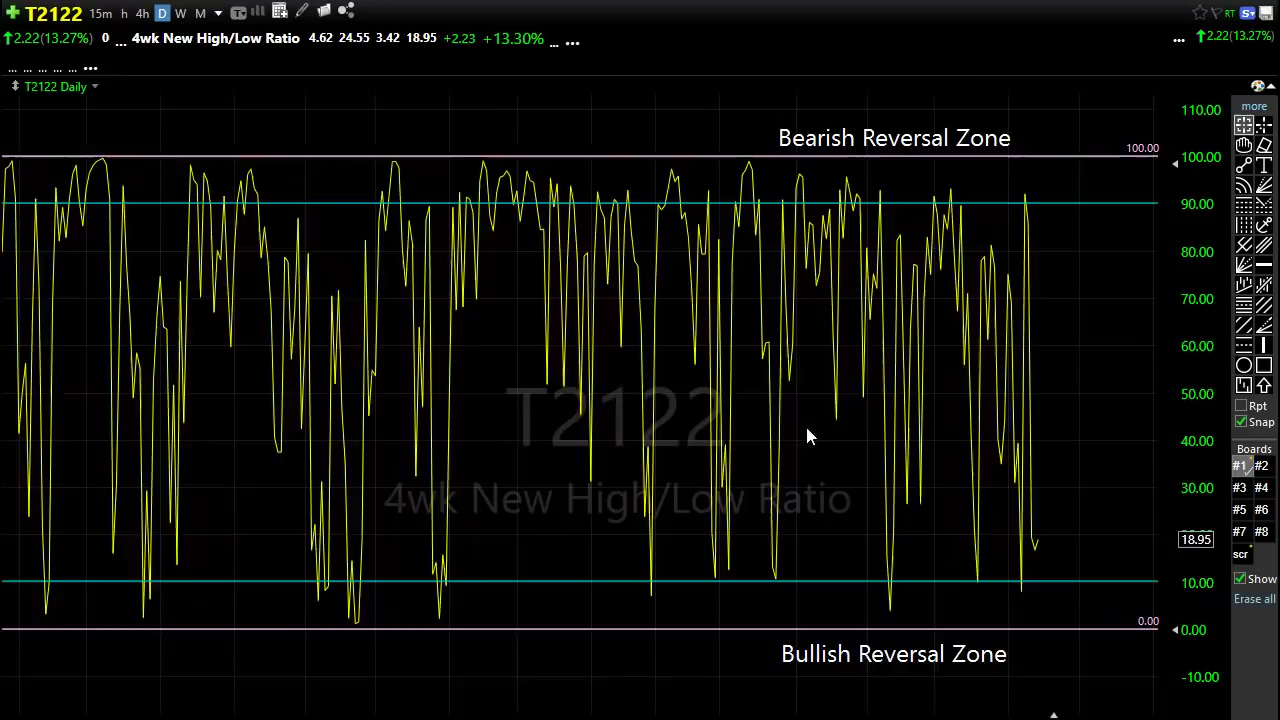 T2122 15m h 4h D W M T RT S
2.22(13.27%) 0 ... 4wk New High/Low Ratio 4.62 24.55 3.42 18.95 +2.23 +13.30% ... ... ... 2.22(13.27%)
... ... ... ... ... ...
T2122 Daily
more
110.00
Bearish Reversal Zone
100.00
100.00
90.00
80.00
70.00
60.00
50.00
40.00
30.00
18.95
10.00
0.00
0.00
-10.00
T2122
4wk New High/Low Ratio
Bullish Reversal Zone
T
Rpt
Snap
Boards
#1 #2
#3 #4
#5 #6
#7 #8
scr
Show
Erase all